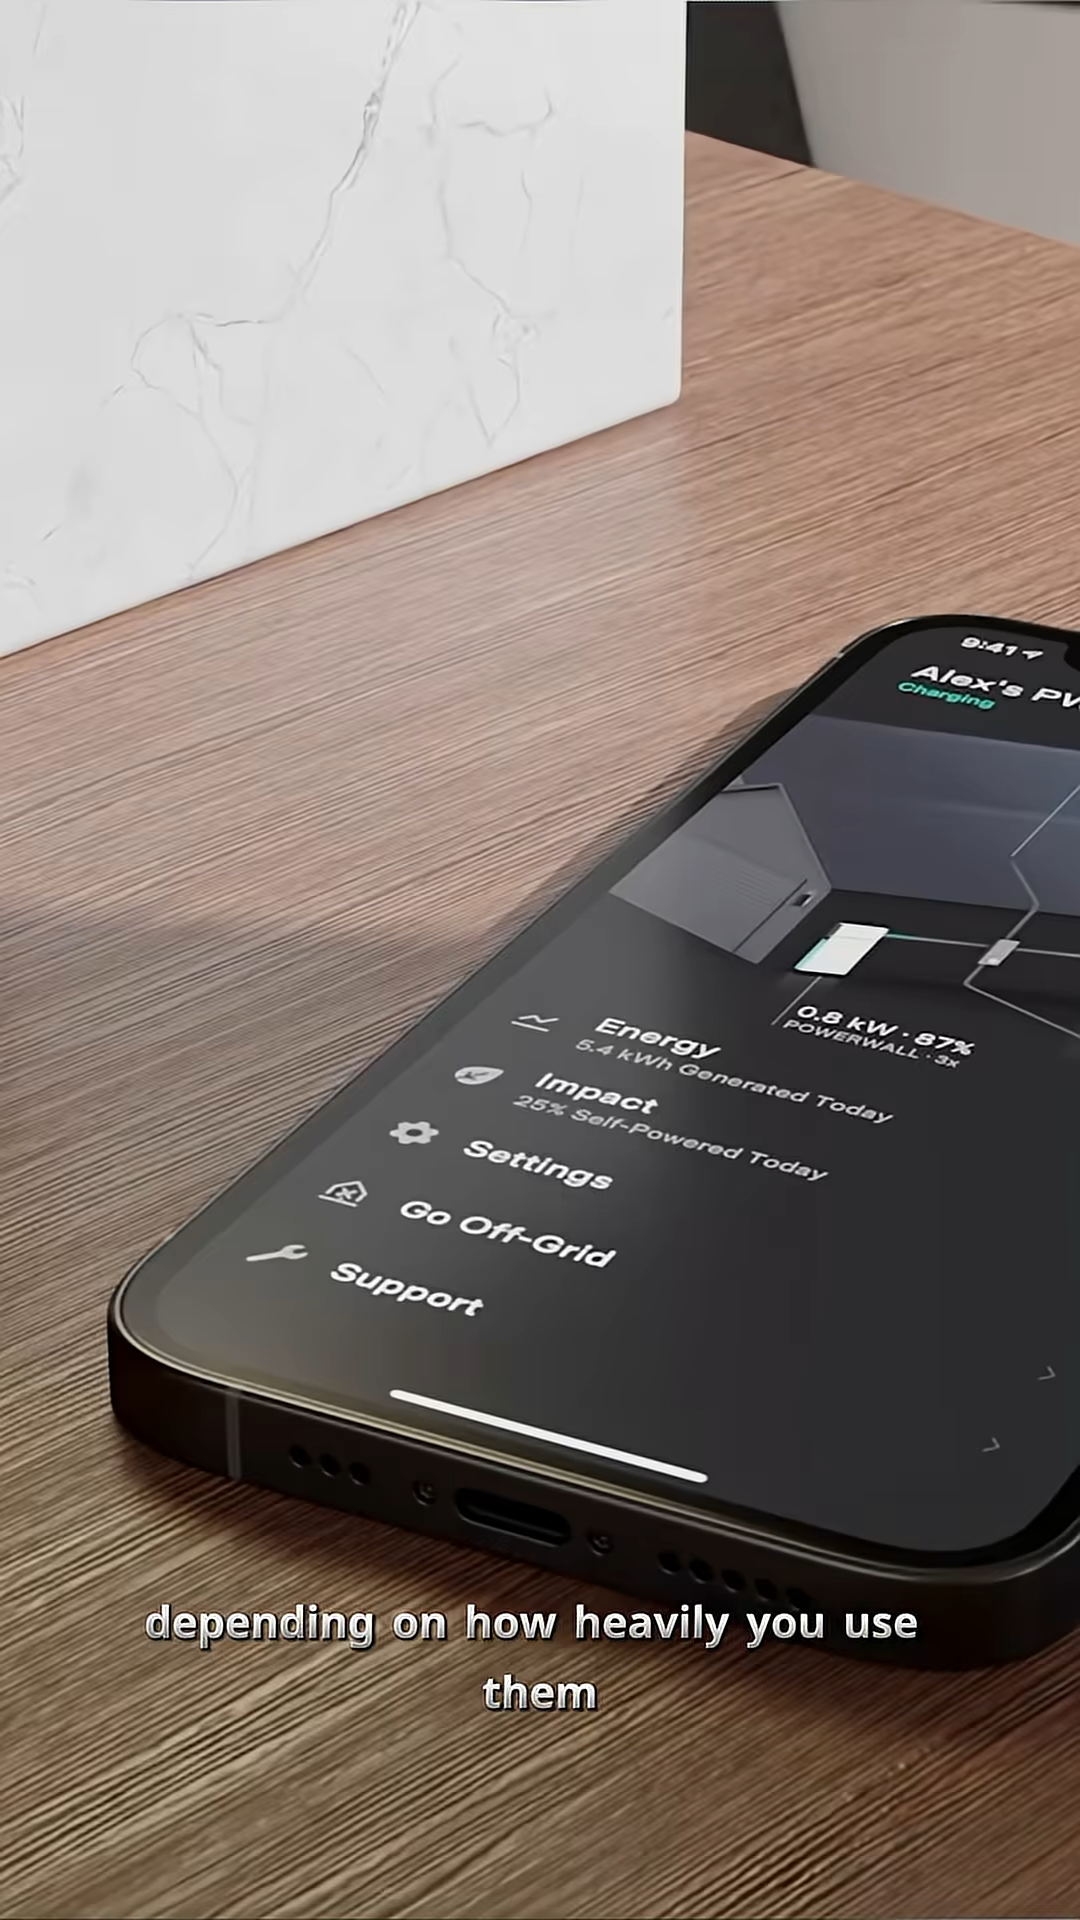 9:41
Alex's PW
Charging
0.8 kW · 87%
POWERWALL · 3x
Energy
5.4 kWh Generated Today
Impact
25% Self-Powered Today
Settings
Go Off-Grid
Support
depending on how heavily you use
them